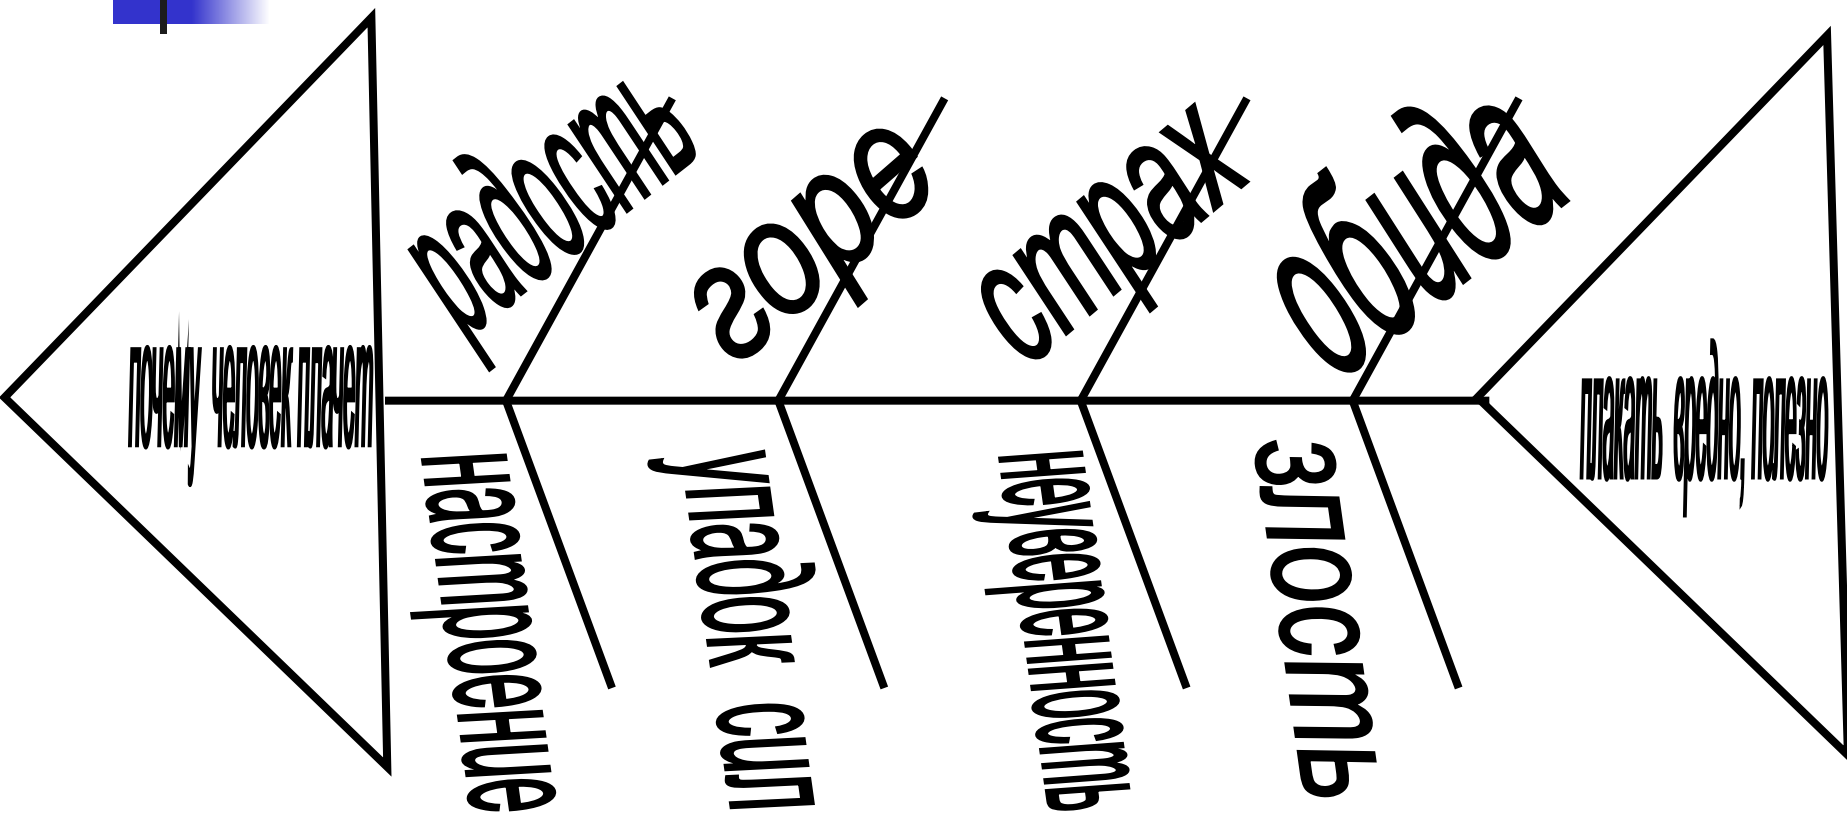 почему человек плачет
радость
горе
страх
обида
настроение
упадок сил
неуверенность
злость
плакать вредно, полезно